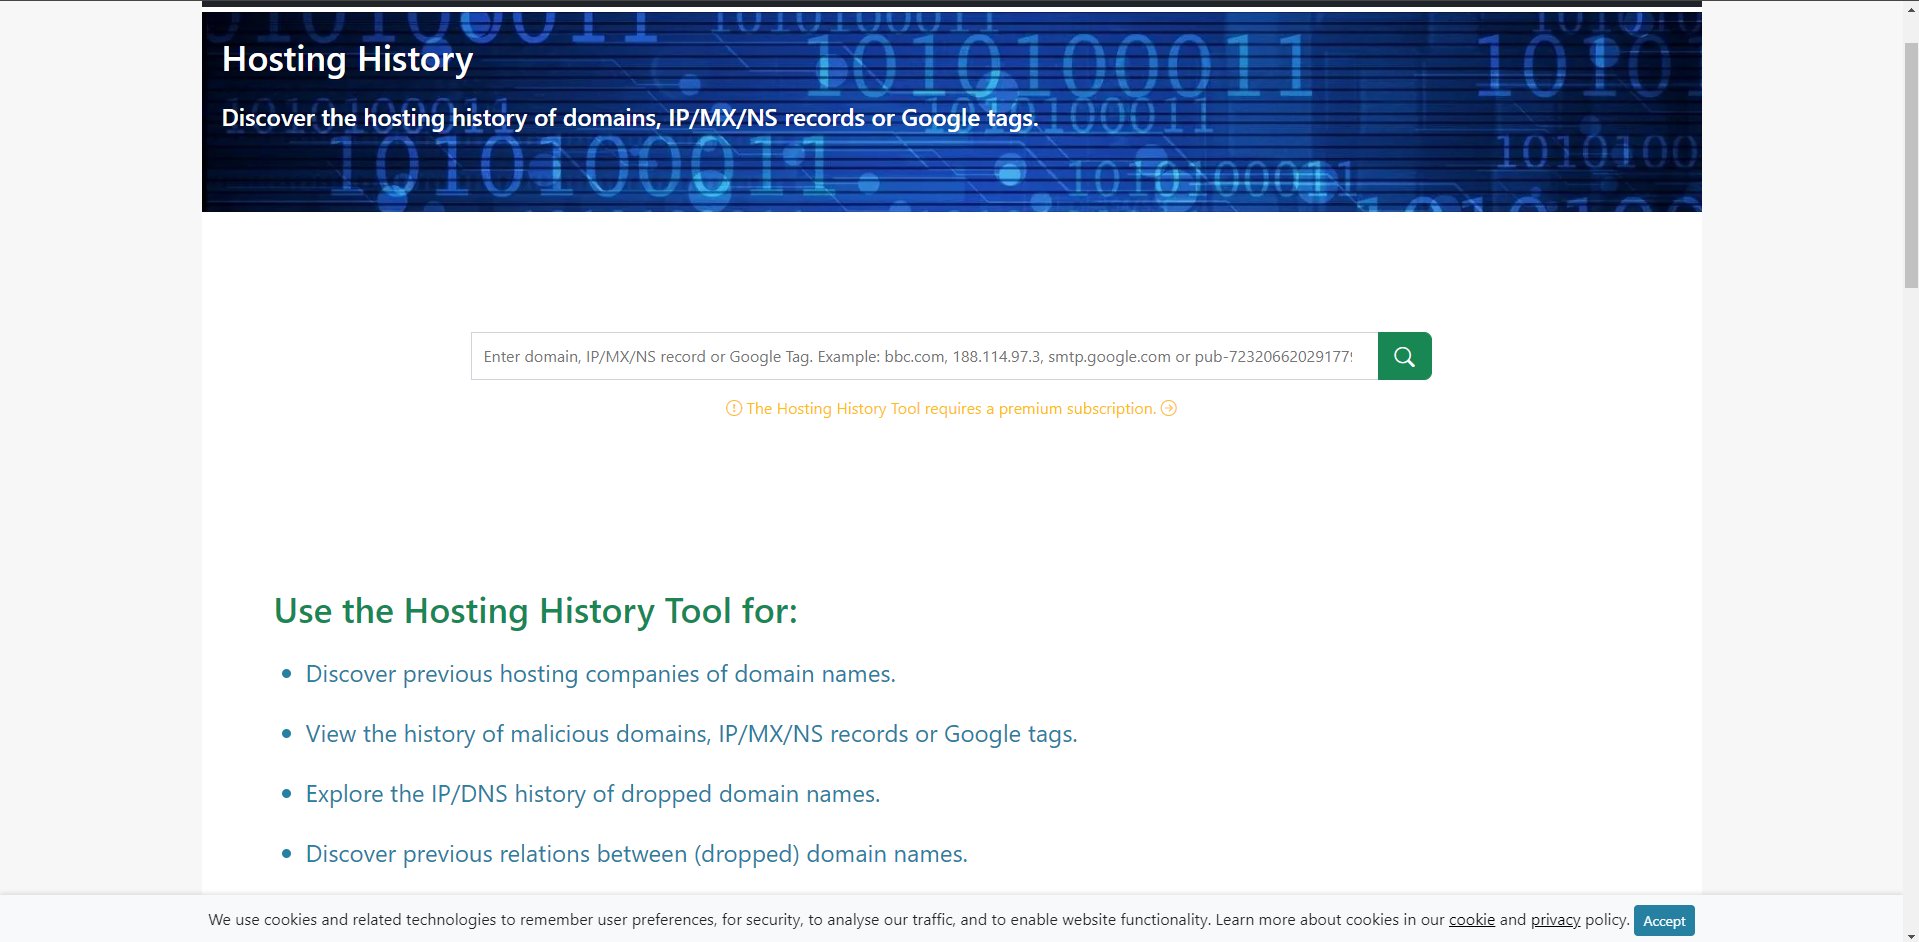 Hosting History
Discover the hosting history of domains, IP/MX/NS records or Google tags.
Enter domain, IP/MX/NS record or Google Tag. Example: bbc.com, 188.114.97.3, smtp.google.com or pub-7232066202917795
The Hosting History Tool requires a premium subscription.
Use the Hosting History Tool for:
• Discover previous hosting companies of domain names.
• View the history of malicious domains, IP/MX/NS records or Google tags.
• Explore the IP/DNS history of dropped domain names.
• Discover previous relations between (dropped) domain names.
We use cookies and related technologies to remember user preferences, for security, to analyse our traffic, and to enable website functionality. Learn more about cookies in our cookie and privacy policy. Accept